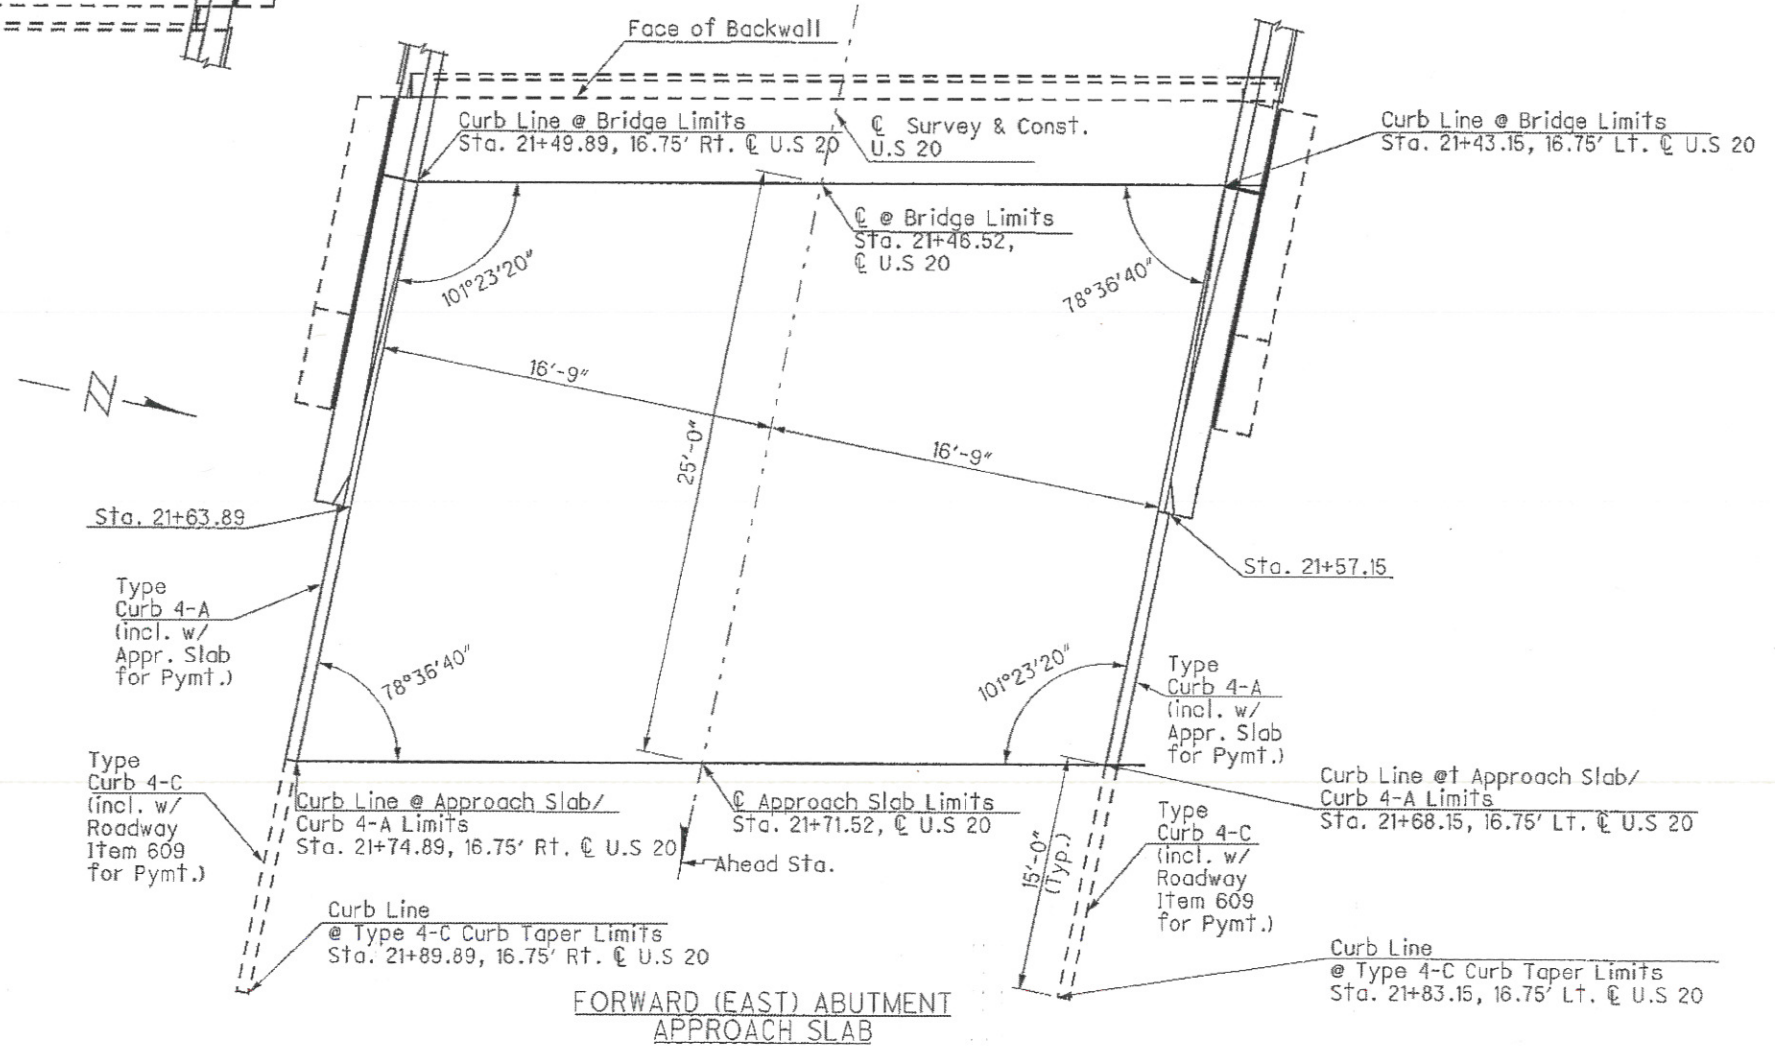 Face of Backwall
Curb Line @ Bridge Limits
Sta. 21+49.89, 16.75' Rt. ℄ U.S 20
℄ Survey & Const.
U.S 20
Curb Line @ Bridge Limits
Sta. 21+43.15, 16.75' Lt. ℄ U.S 20
℄ @ Bridge Limits
Sta. 21+46.52,
℄ U.S 20
101°23'20"
78°36'40"
N
16'-9"
25'-0"
16'-9"
Sta. 21+63.89
Sta. 21+57.15
Type
Curb 4-A
(incl. w/
Appr. Slab
for Pymt.)
78°36'40"
101°23'20"
Type
Curb 4-A
(incl. w/
Appr. Slab
for Pymt.)
Type
Curb 4-C
(incl. w/
Roadway
Item 609
for Pymt.)
Curb Line @ Approach Slab/
Curb 4-A Limits
Sta. 21+74.89, 16.75' Rt. ℄ U.S 20
℄ Approach Slab Limits
Sta. 21+71.52, ℄ U.S 20
Ahead Sta.
15'-0"
(Typ.)
Type
Curb 4-C
(incl. w/
Roadway
Item 609
for Pymt.)
Curb Line @t Approach Slab/
Curb 4-A Limits
Sta. 21+68.15, 16.75' Lt. ℄ U.S 20
Curb Line
@ Type 4-C Curb Taper Limits
Sta. 21+89.89, 16.75' Rt. ℄ U.S 20
Curb Line
@ Type 4-C Curb Taper Limits
Sta. 21+83.15, 16.75' Lt. ℄ U.S 20
FORWARD (EAST) ABUTMENT
APPROACH SLAB